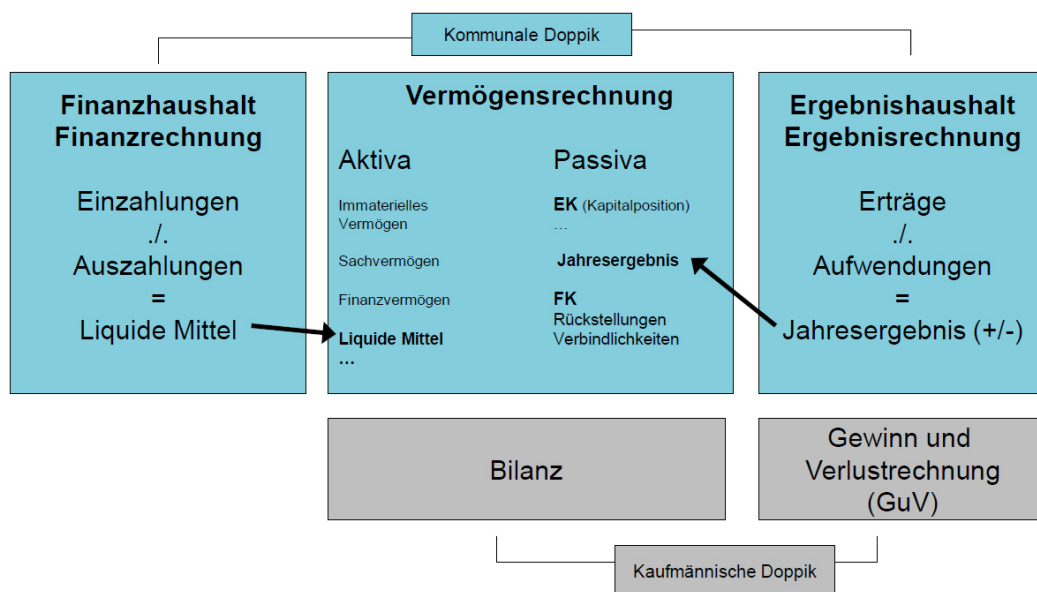 Kommunale Doppik
Finanzhaushalt
Finanzrechnung
Einzahlungen
./.
Auszahlungen
=
Liquide Mittel
Vermögensrechnung
Aktiva
Immaterielles
Vermögen
Sachvermögen
Finanzvermögen
Liquide Mittel
...
Passiva
EK (Kapitalposition)
...
Jahresergebnis
FK
Rückstellungen
Verbindlichkeiten
Ergebnishaushalt
Ergebnisrechnung
Erträge
./.
Aufwendungen
=
Jahresergebnis (+/-)
Bilanz
Gewinn und
Verlustrechnung
(GuV)
Kaufmännische Doppik